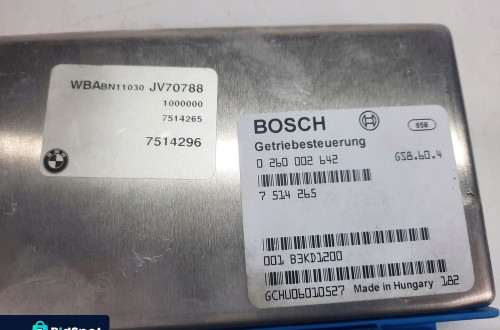 WBABN11030 JV70788
1000000
7514265
7514296
BOSCH
Getriebesteuerung
0 260 002 642 GS8.60.4
7 514 265
001 B3KD1200
GCHU06010527 Made in Hungary 182